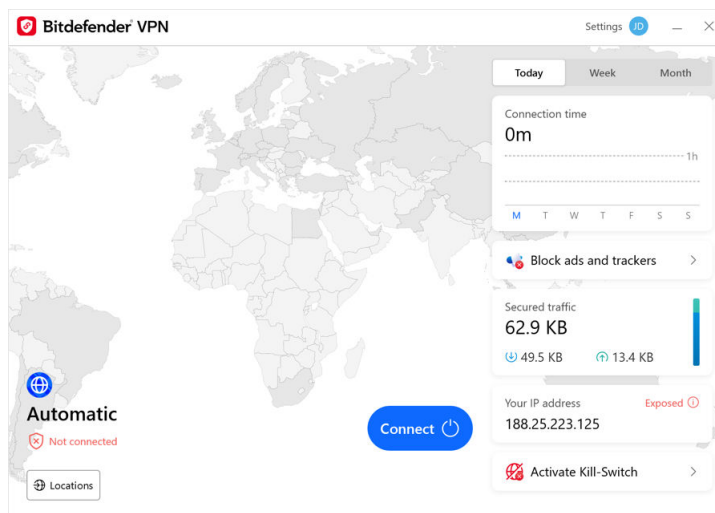 Bitdefender® VPN
Settings JD
Today Week Month
Connection time
0m
1h
M T W T F S S
Block ads and trackers
Secured traffic
62.9 KB
49.5 KB 13.4 KB
Your IP address Exposed
188.25.223.125
Activate Kill-Switch
Automatic
Not connected
Connect
Locations